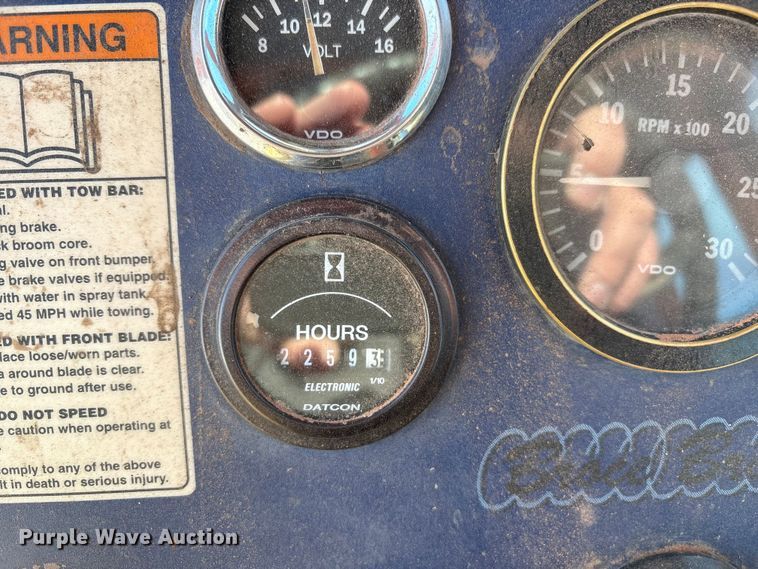 ARNING
ED WITH TOW BAR:
al.
ng brake.
ck broom core.
g valve on front bumper.
e brake valves if equipped.
with water in spray tank.
ed 45 MPH while towing.
ED WITH FRONT BLADE:
lace loose/worn parts.
a around blade is clear.
e to ground after use.
DO NOT SPEED
e caution when operating at
omply to any of the above
lt in death or serious injury.
8 10 12 14 16
VOLT
VDO
HOURS
2 2 5 9 3
1/10
ELECTRONIC
DATCON
0 5 10 15 20 25 30
RPM x 100
VDO
Purple Wave Auction